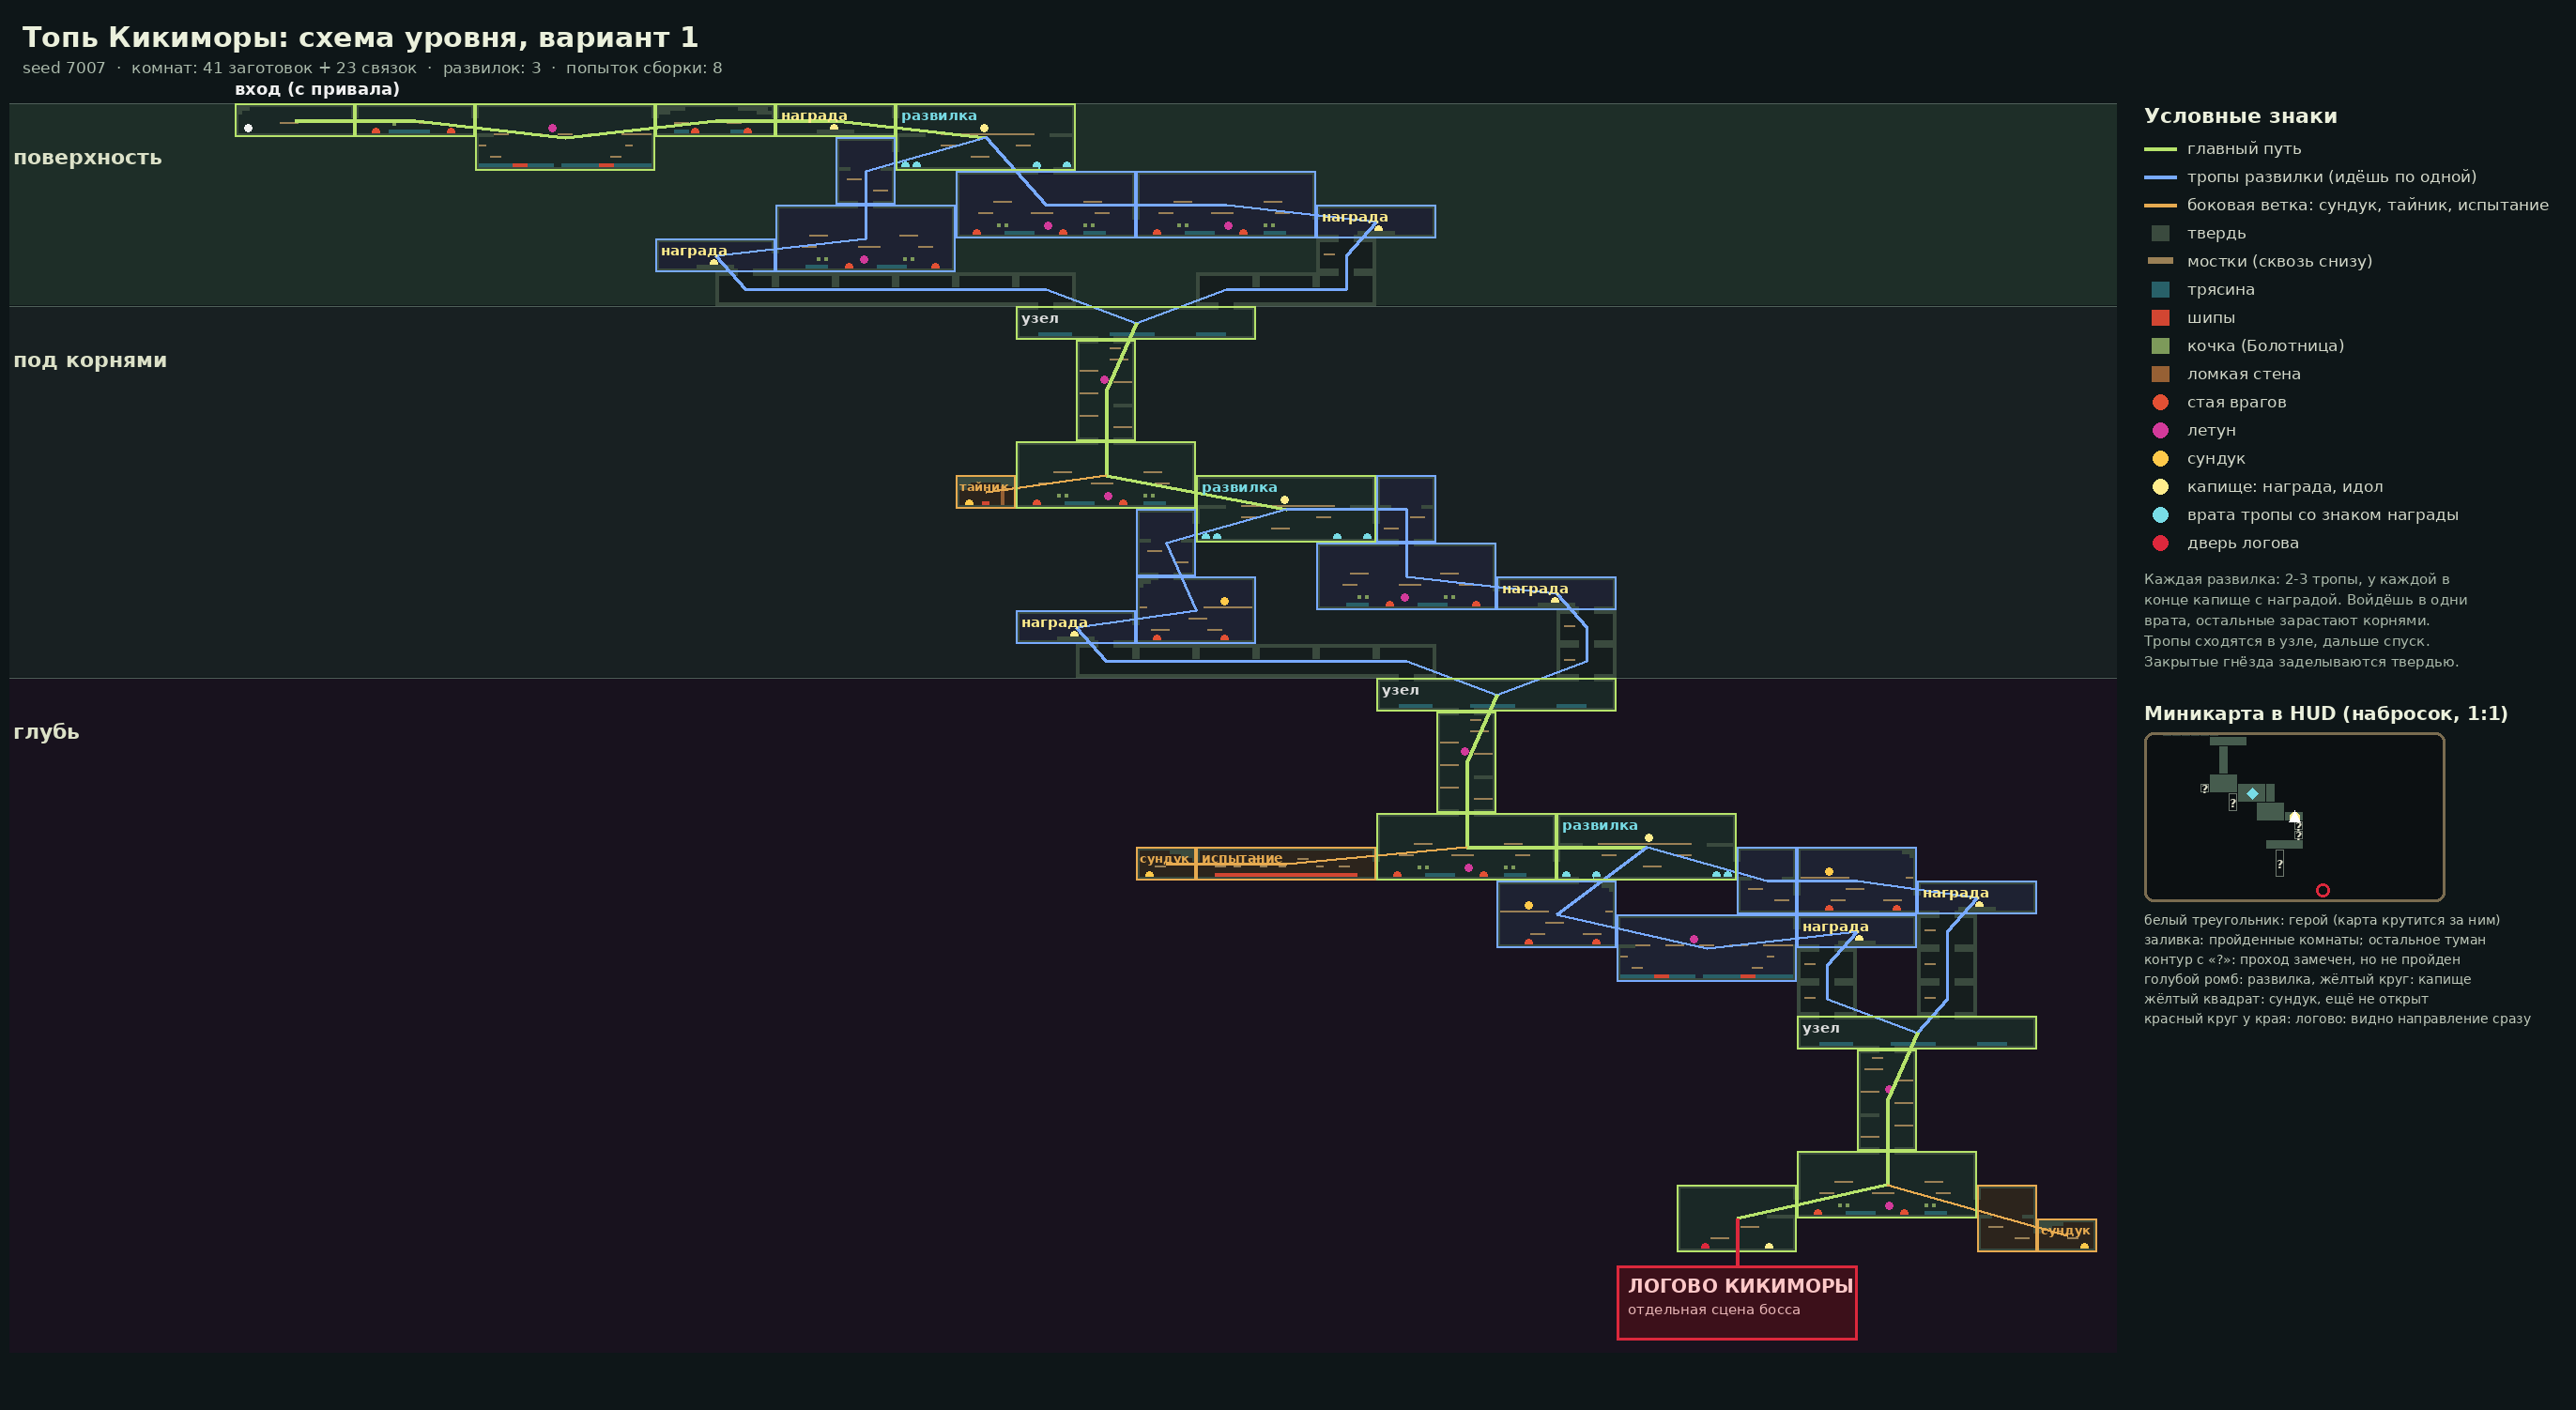 Топь Кикиморы: схема уровня, вариант 1
seed 7007 · комнат: 41 заготовок + 23 связок · развилок: 3 · попыток сборки: 8
вход (с привала)
награда
развилка
поверхность
награда
награда
узел
под корнями
тайник
развилка
награда
награда
узел
глубь
развилка
сундук
испытание
награда
награда
узел
сундук
ЛОГОВО КИКИМОРЫ
отдельная сцена босса
Условные знаки
главный путь
тропы развилки (идёшь по одной)
боковая ветка: сундук, тайник, испытание
твердь
мостки (сквозь снизу)
трясина
шипы
кочка (Болотница)
ломкая стена
стая врагов
летун
сундук
капище: награда, идол
врата тропы со знаком награды
дверь логова
Каждая развилка: 2-3 тропы, у каждой в
конце капище с наградой. Войдёшь в одни
врата, остальные зарастают корнями.
Тропы сходятся в узле, дальше спуск.
Закрытые гнёзда заделываются твердью.
Миникарта в HUD (набросок, 1:1)
?
?
?
?
?
белый треугольник: герой (карта крутится за ним)
заливка: пройденные комнаты; остальное туман
контур с «?»: проход замечен, но не пройден
голубой ромб: развилка, жёлтый круг: капище
жёлтый квадрат: сундук, ещё не открыт
красный круг у края: логово: видно направление сразу